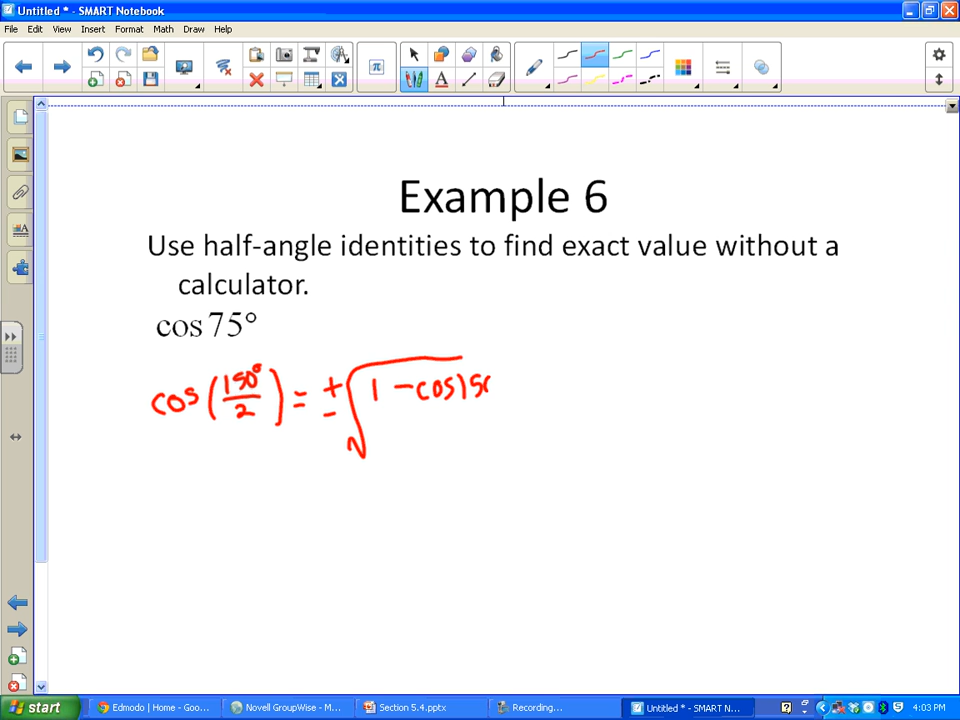 Untitled * - SMART Notebook
File Edit View Insert Format Math Draw Help
Example 6
Use half-angle identities to find exact value without a
calculator.
cos 75°
cos(150°/2) = ±√1 - cos 150
start
Edmodo | Home - Goo...
Novell GroupWise - M...
Section 5.4.pptx
Recording...
Untitled * - SMART N...
4:03 PM